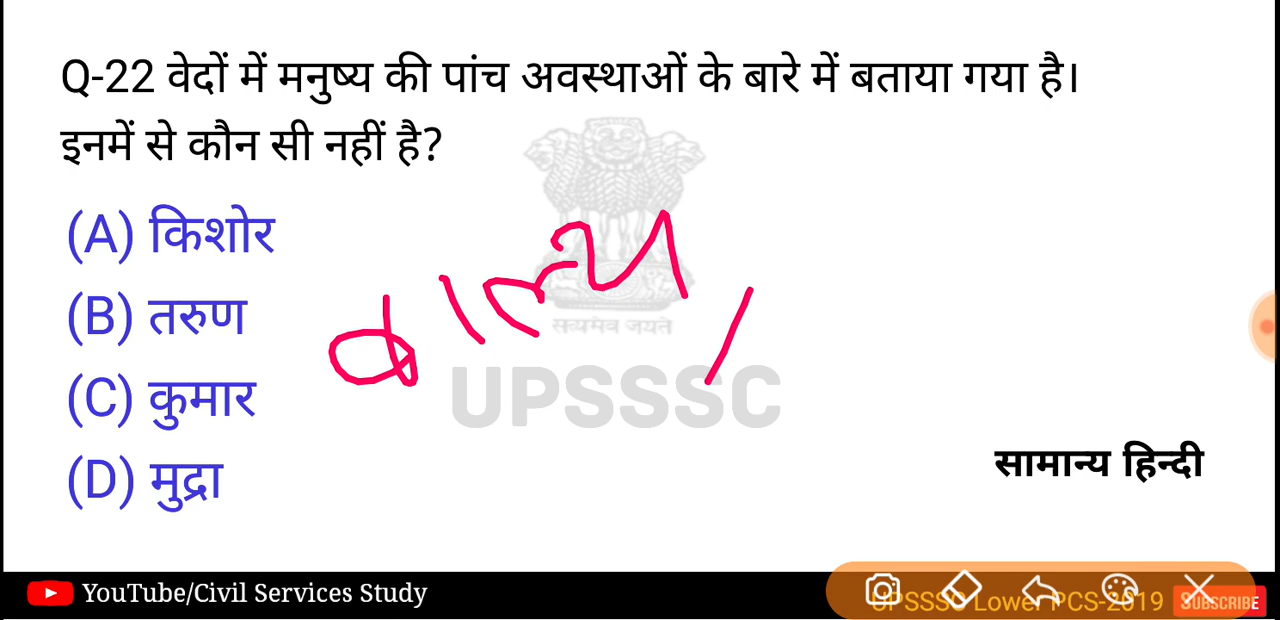 Q-22 वेदों में मनुष्य की पांच अवस्थाओं के बारे में बताया गया है।
इनमें से कौन सी नहीं है?
(A) किशोर
(B) तरुण
(C) कुमार
(D) मुद्रा
बाल्य
सत्यमेव जयते
UPSSSC
सामान्य हिन्दी
YouTube/Civil Services Study
UPSSSC Lower PCS-2019 SUBSCRIBE